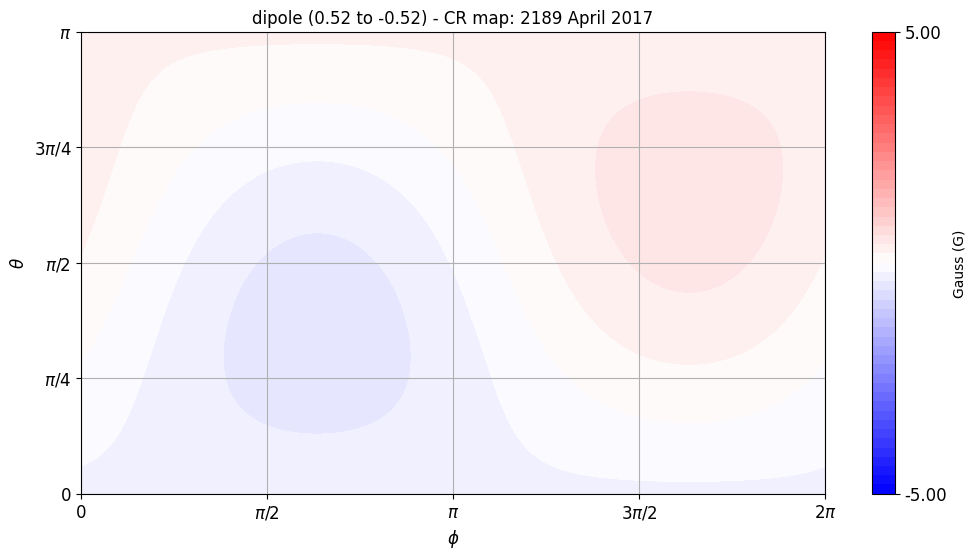 dipole (0.52 to -0.52) - CR map: 2189 April 2017
π
3π/4
π/2
π/4
0
θ
0
π/2
π
3π/2
2π
ϕ
5.00
-5.00
Gauss (G)